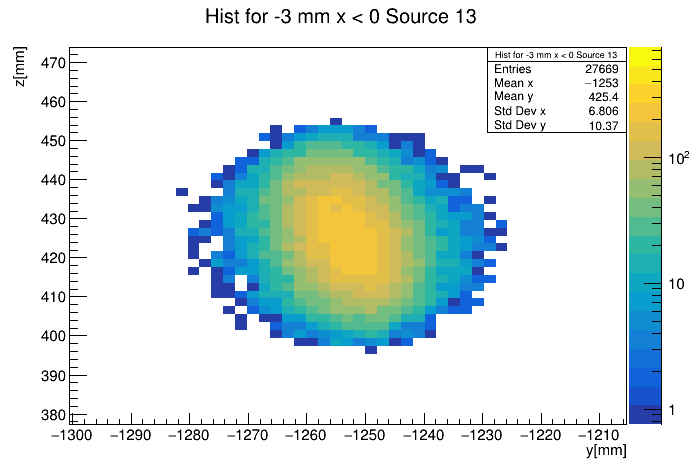 Hist for -3 mm x < 0 Source 13
z[mm]
Hist for -3 mm x < 0 Source 13
Entries 27669
Mean x −1253
Mean y 425.4
Std Dev x 6.806
Std Dev y 10.37
470
460
450
440
430
420
410
400
390
380
10²
10
1
−1300 −1290 −1280 −1270 −1260 −1250 −1240 −1230 −1220 −1210
y[mm]